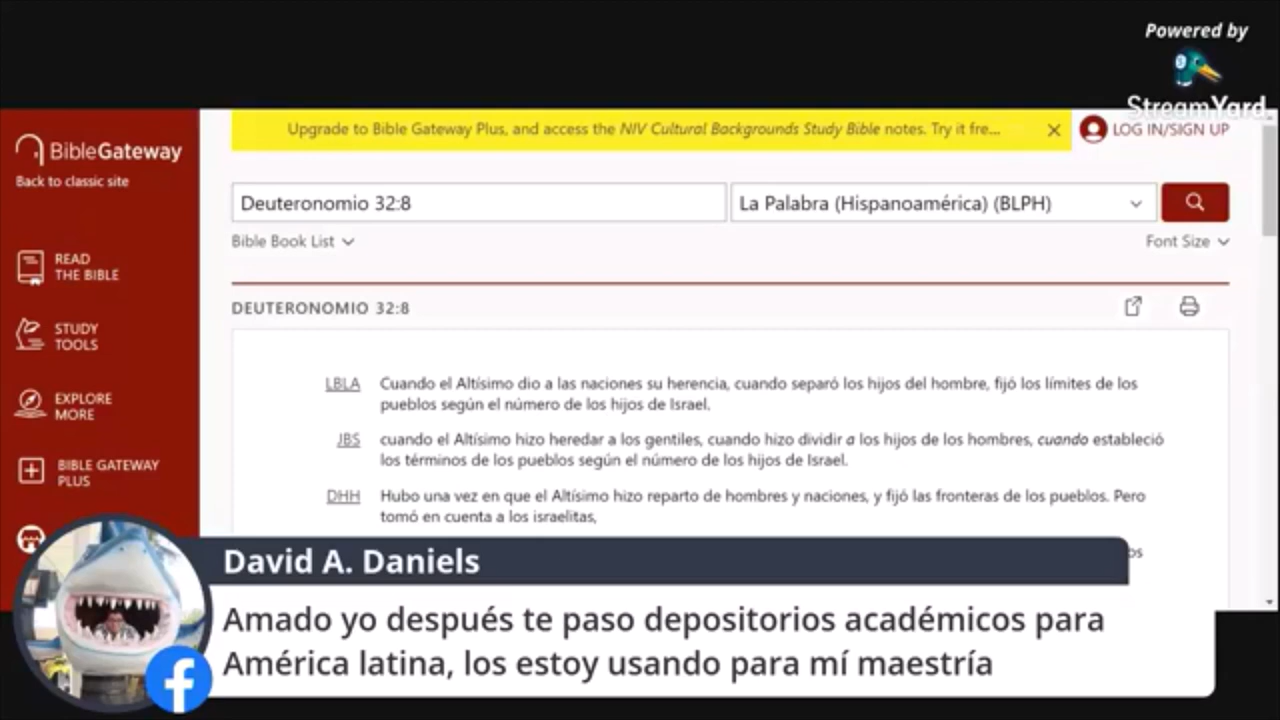 Powered by
StreamYard
BibleGateway
Back to classic site
READ
THE BIBLE
STUDY
TOOLS
EXPLORE
MORE
BIBLE GATEWAY
PLUS
Upgrade to Bible Gateway Plus, and access the NIV Cultural Backgrounds Study Bible notes. Try it fre...
LOG IN/SIGN UP
Deuteronomio 32:8
La Palabra (Hispanoamérica) (BLPH)
Bible Book List
Font Size
DEUTERONOMIO 32:8
LBLA Cuando el Altísimo dio a las naciones su herencia, cuando separó los hijos del hombre, fijó los límites de los
pueblos según el número de los hijos de Israel.
JBS cuando el Altísimo hizo heredar a los gentiles, cuando hizo dividir a los hijos de los hombres, cuando estableció
los términos de los pueblos según el número de los hijos de Israel.
DHH Hubo una vez en que el Altísimo hizo reparto de hombres y naciones, y fijó las fronteras de los pueblos. Pero
tomó en cuenta a los israelitas,
David A. Daniels
Amado yo después te paso depositorios académicos para
América latina, los estoy usando para mí maestría